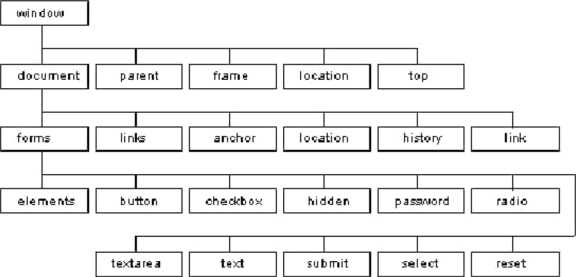 window
document parent frame location top
forms links anchor location history link
elements button checkbox hidden password radio
textarea text submit select reset